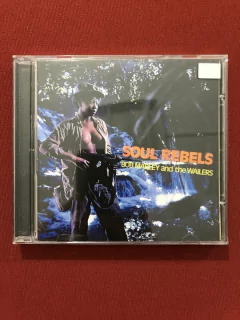 SOUL REBELS
BOB MARLEY and the WAILERS